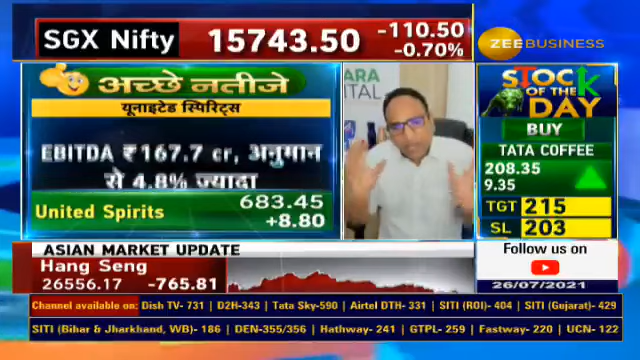 SGX Nifty
15743.50
-110.50
-0.70%
ZEE BUSINESS
अच्छे नतीजे
यूनाइटेड स्पिरिट्स
EBITDA ₹167.7 cr, अनुमान
से 4.8% ज्यादा
United Spirits
683.45
+8.80
ARA
PITAL
STOCK
OF THE
DAY
BUY
TATA COFFEE
208.35
9.35
TGT 215
SL 203
ASIAN MARKET UPDATE
Hang Seng
26556.17 -765.81
Follow us on
26/07/2021
Channel available on: Dish TV- 731 | D2H-343 | Tata Sky-590 | Airtel DTH- 331 | SITI (ROI)- 404 | SITI (Gujarat)- 429
SITI (Bihar & Jharkhand, WB)- 186 | DEN-355/356 | Hathway- 241 | GTPL- 259 | Fastway- 220 | UCN- 122